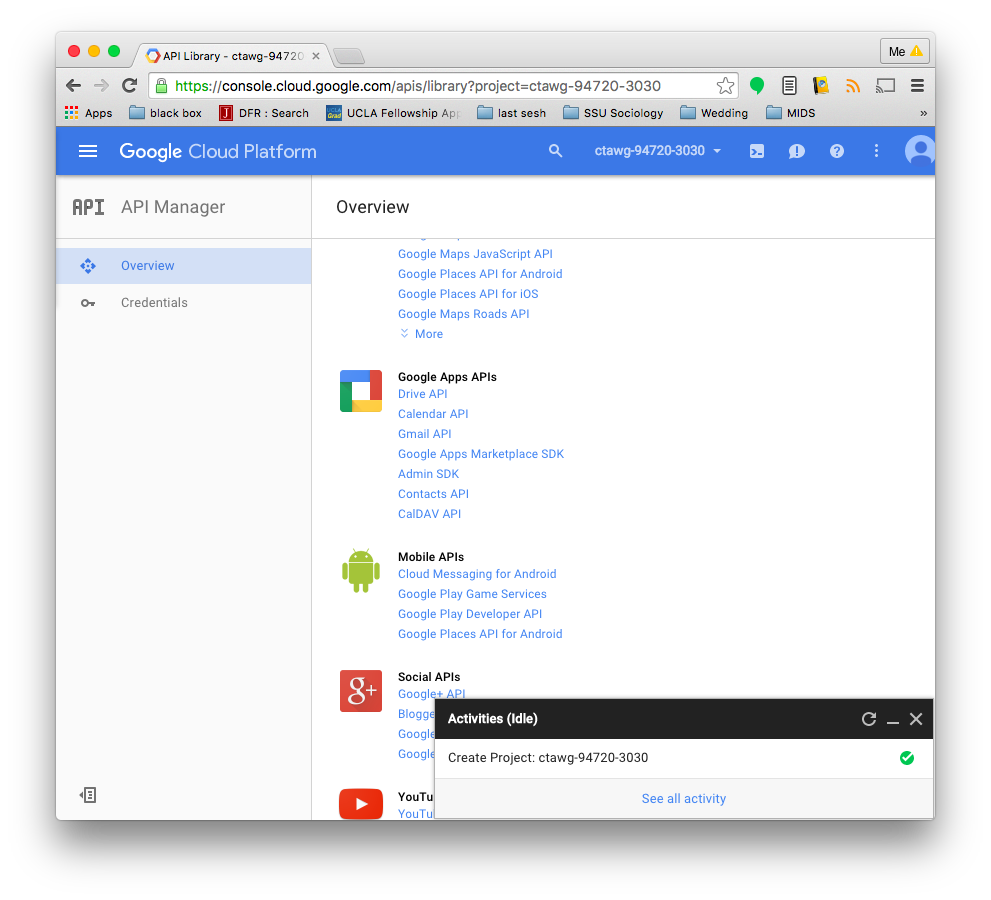 API Library - ctawg-94720
Me
https://console.cloud.google.com/apis/library?project=ctawg-94720-3030
Apps black box DFR : Search UCLA Fellowship App last sesh SSU Sociology Wedding MIDS »
Google Cloud Platform ctawg-94720-3030
API API Manager
Overview
Overview
Credentials
Google Maps JavaScript API
Google Places API for Android
Google Places API for iOS
Google Maps Roads API
More
Google Apps APIs
Drive API
Calendar API
Gmail API
Google Apps Marketplace SDK
Admin SDK
Contacts API
CalDAV API
Mobile APIs
Cloud Messaging for Android
Google Play Game Services
Google Play Developer API
Google Places API for Android
g+
Social APIs
Google+ API
Blogge
Google
Google
YouTu
YouTu
Activities (Idle)
Create Project: ctawg-94720-3030
See all activity